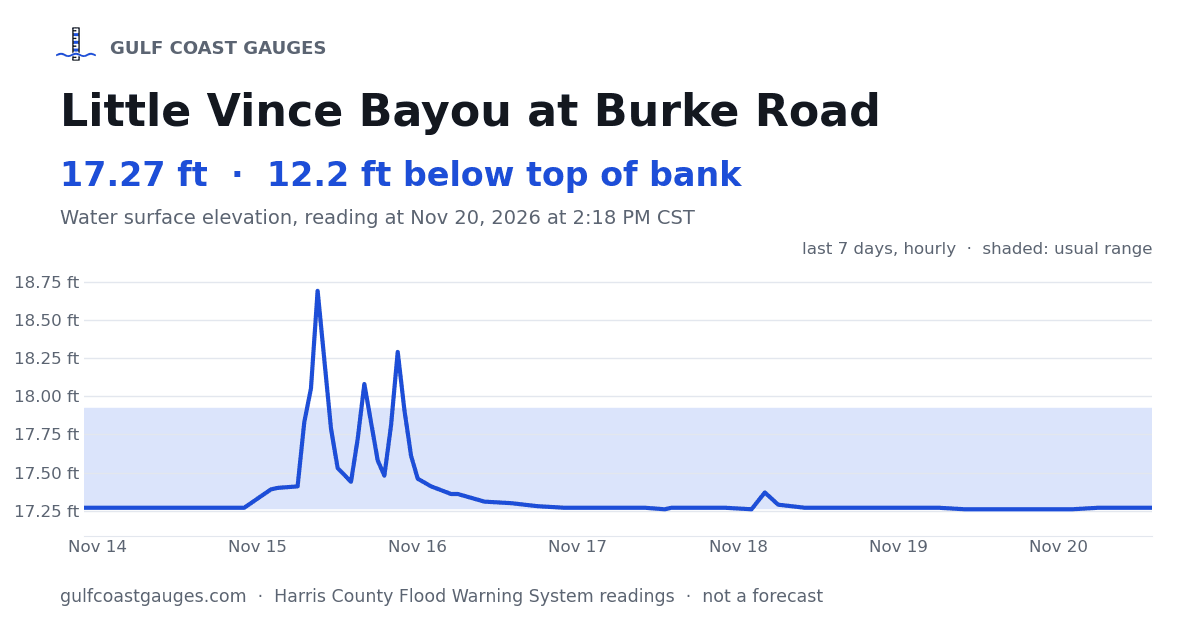 GULF COAST GAUGES
Little Vince Bayou at Burke Road
17.27 ft · 12.2 ft below top of bank
Water surface elevation, reading at Nov 20, 2026 at 2:18 PM CST
last 7 days, hourly · shaded: usual range
18.75 ft
18.50 ft
18.25 ft
18.00 ft
17.75 ft
17.50 ft
17.25 ft
Nov 14 Nov 15 Nov 16 Nov 17 Nov 18 Nov 19 Nov 20
gulfcoastgauges.com · Harris County Flood Warning System readings · not a forecast